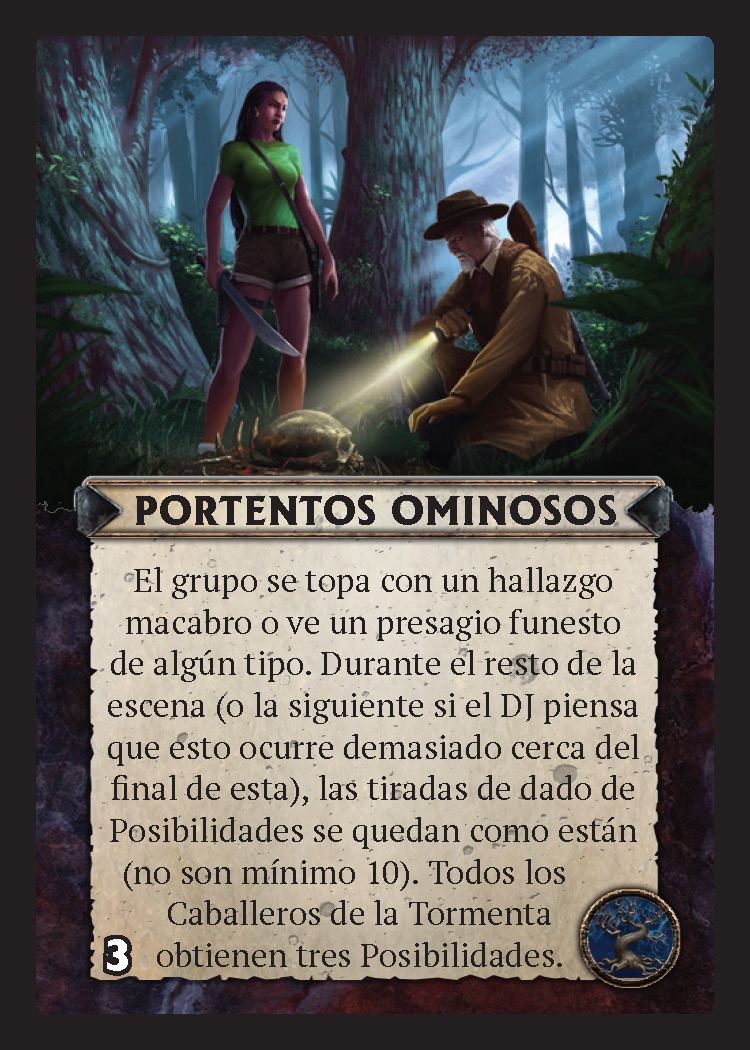 PORTENTOS OMINOSOS
El grupo se topa con un hallazgo
macabro o ve un presagio funesto
de algún tipo. Durante el resto de la
escena (o la siguiente si el DJ piensa
que esto ocurre demasiado cerca del
final de esta), las tiradas de dado de
Posibilidades se quedan como están
(no son mínimo 10). Todos los
Caballeros de la Tormenta
obtienen tres Posibilidades.
3